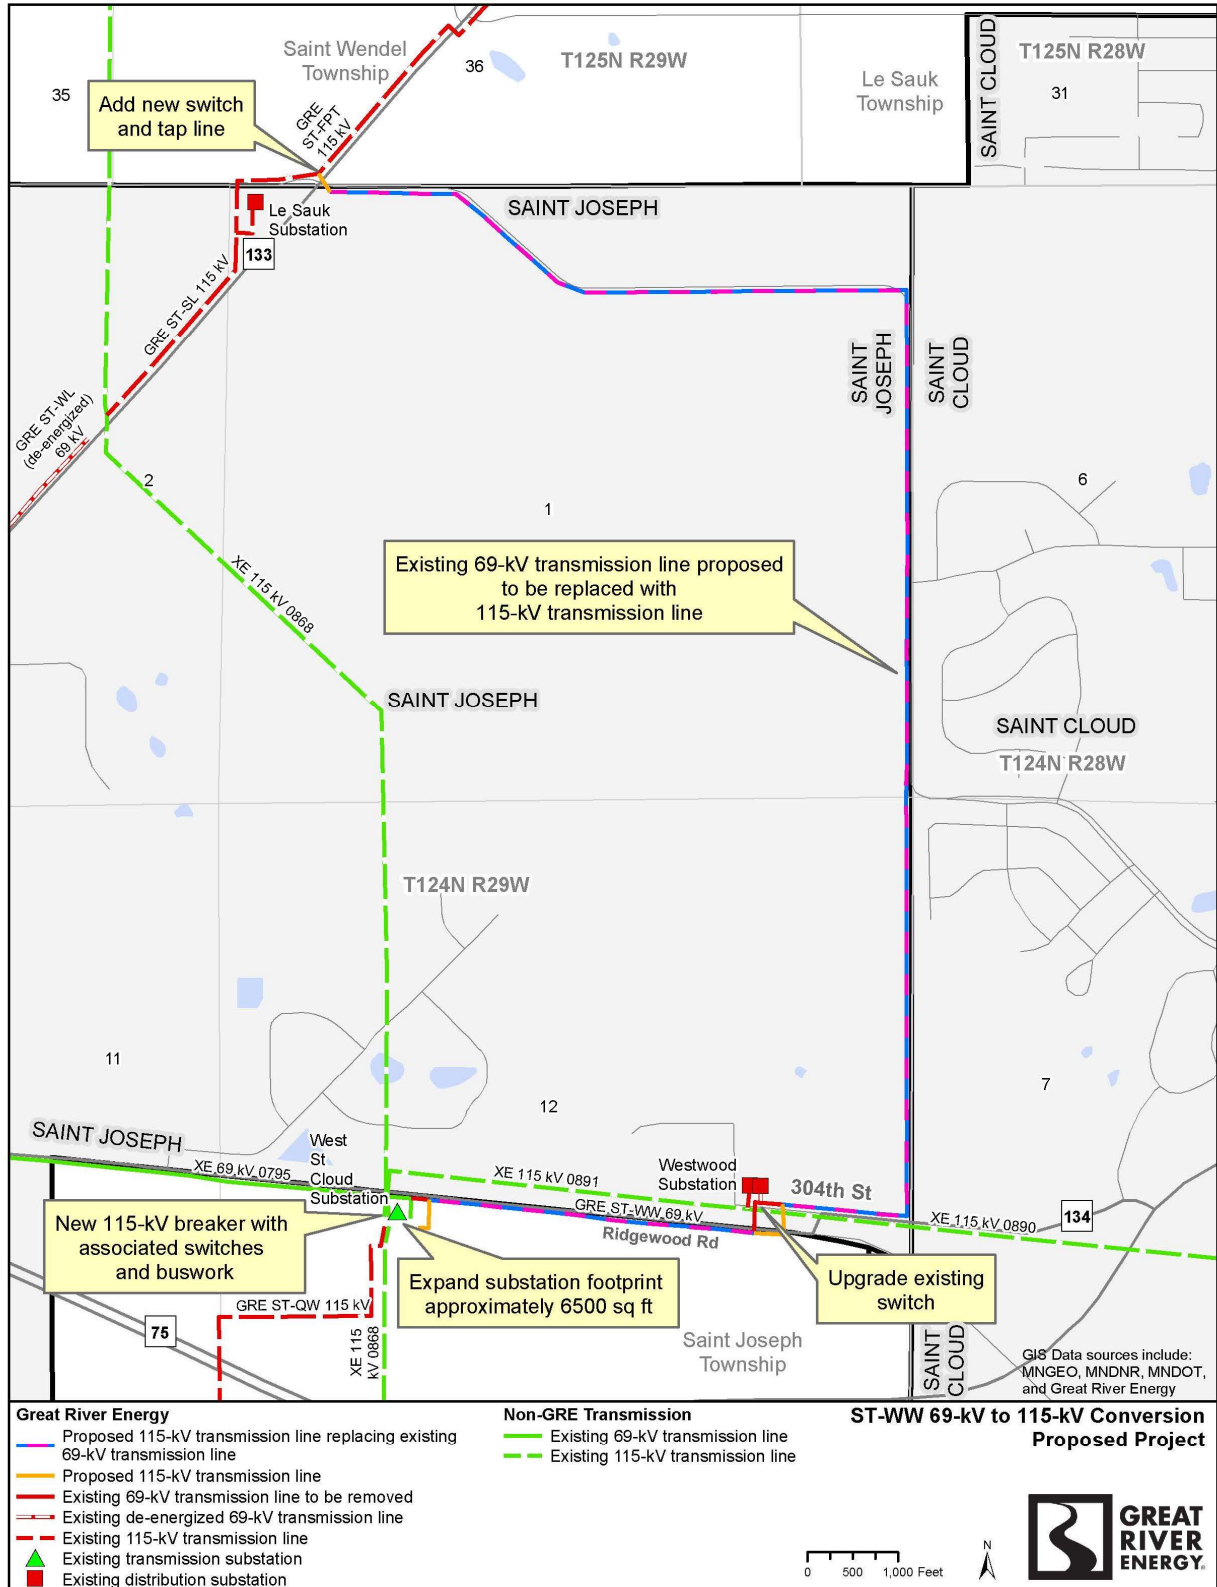 Saint Wendel
Township
36
T125N R29W
Le Sauk
Township
SAINT CLOUD
T125N R28W
31
35
Add new switch
and tap line
GRE
ST-FPT
115 kV
SAINT JOSEPH
Le Sauk
Substation
133
GRE ST-SL 115 kV
SAINT
JOSEPH
SAINT
CLOUD
GRE ST-WL
(de-energized)
69 kV
2
1
6
XE 115 kV 0868
Existing 69-kV transmission line proposed
to be replaced with
115-kV transmission line
SAINT JOSEPH
SAINT CLOUD
T124N R28W
T124N R29W
11
12
7
SAINT JOSEPH
West
St
Cloud
Substation
XE 69 kV 0795
XE 115 kV 0891
Westwood
Substation
304th St
GRE ST-WW 69 kV
Ridgewood Rd
XE 115 kV 0890
134
New 115-kV breaker with
associated switches
and buswork
Expand substation footprint
approximately 6500 sq ft
Upgrade existing
switch
GRE ST-QW 115 kV
75
XE 115
kV 0868
Saint Joseph
Township
SAINT
CLOUD
GIS Data sources include:
MNGEO, MNDNR, MNDOT,
and Great River Energy
Great River Energy
Proposed 115-kV transmission line replacing existing
69-kV transmission line
Proposed 115-kV transmission line
Existing 69-kV transmission line to be removed
Existing de-energized 69-kV transmission line
Existing 115-kV transmission line
Existing transmission substation
Existing distribution substation
Non-GRE Transmission
Existing 69-kV transmission line
Existing 115-kV transmission line
ST-WW 69-kV to 115-kV Conversion
Proposed Project
0 500 1,000 Feet
N
GREAT
RIVER
ENERGY®